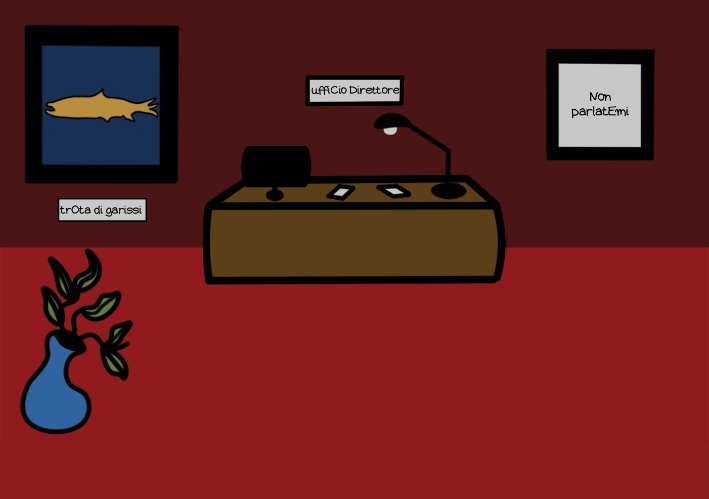 uffiCio Direttore
Non
parlatEmi
trOta di garissi